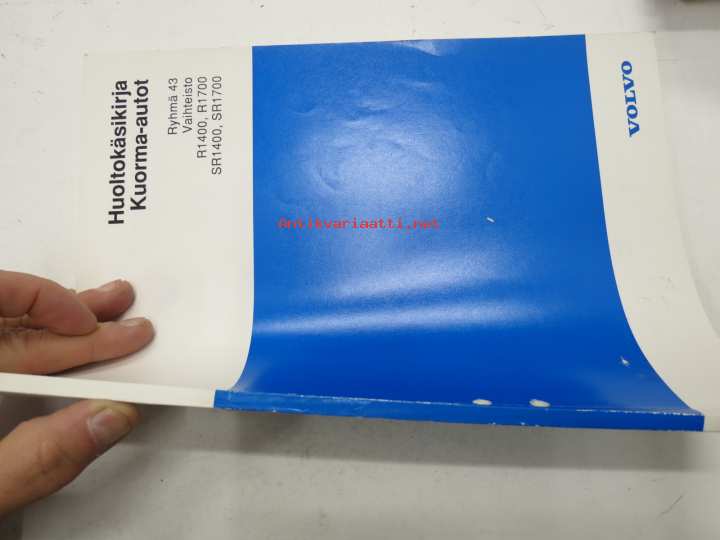 Huoltokäsikirja
Kuorma-autot
Ryhmä 43
Vaihteisto
R1400, R1700
SR1400, SR1700
VOLVO
Antikvariaatti.net